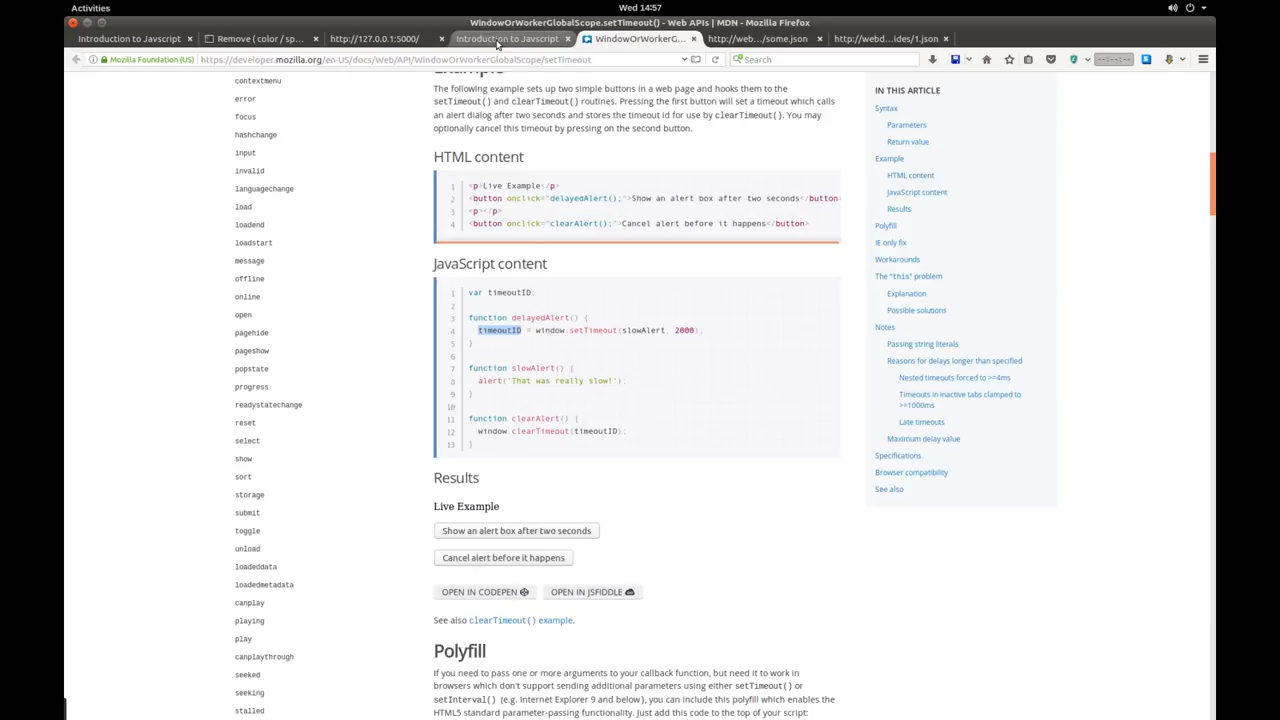 Activities
Wed 14:57
WindowOrWorkerGlobalScope.setTimeout() - Web APIs | MDN - Mozilla Firefox
Introduction to Javscript
Remove ( color / sp...
http://127.0.0.1:5000/
Introduction to Javscript
WindowOrWorkerG...
http://web.../some.json
http://webd...ides/1.json
Mozilla Foundation (US)
https://developer.mozilla.org/en-US/docs/Web/API/WindowOrWorkerGlobalScope/setTimeout
Search
contextmenu
error
focus
hashchange
input
invalid
languagechange
load
loadend
loadstart
message
offline
online
open
pagehide
pageshow
popstate
progress
readystatechange
reset
select
show
sort
storage
submit
toggle
unload
loadeddata
loadedmetadata
canplay
playing
play
canplaythrough
seeked
seeking
stalled
Example
The following example sets up two simple buttons in a web page and hooks them to the
setTimeout() and clearTimeout() routines. Pressing the first button will set a timeout which calls
an alert dialog after two seconds and stores the timeout id for use by clearTimeout(). You may
optionally cancel this timeout by pressing on the second button.
HTML content
1 <p>Live Example</p>
2 <button onclick="delayedAlert();">Show an alert box after two seconds</button>
3 <p></p>
4 <button onclick="clearAlert();">Cancel alert before it happens</button>
JavaScript content
1 var timeoutID;
2
3 function delayedAlert() {
4 timeoutID = window.setTimeout(slowAlert, 2000);
5 }
6
7 function slowAlert() {
8 alert('That was really slow!');
9 }
10
11 function clearAlert() {
12 window.clearTimeout(timeoutID);
13 }
Results
Live Example
Show an alert box after two seconds
Cancel alert before it happens
OPEN IN CODEPEN
OPEN IN JSFIDDLE
See also clearTimeout() example.
Polyfill
If you need to pass one or more arguments to your callback function, but need it to work in
browsers which don't support sending additional parameters using either setTimeout() or
setInterval() (e.g. Internet Explorer 9 and below), you can include this polyfill which enables the
HTML5 standard parameter-passing functionality. Just add this code to the top of your script:
IN THIS ARTICLE
Syntax
Parameters
Return value
Example
HTML content
JavaScript content
Results
Polyfill
IE only fix
Workarounds
The "this" problem
Explanation
Possible solutions
Notes
Passing string literals
Reasons for delays longer than specified
Nested timeouts forced to >=4ms
Timeouts in inactive tabs clamped to
>=1000ms
Late timeouts
Maximum delay value
Specifications
Browser compatibility
See also